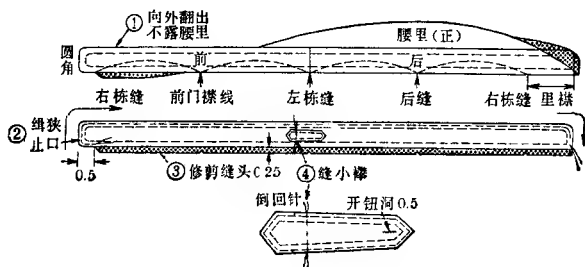 ① 向外翻出
不露腰里
腰里(正)
圆角
前 后
右栋缝 前门襟线 左栋缝 后缝 右栋缝 里襟
② 缉狭
止口
0.5
③ 修剪缝头 0.25 ④ 缝小襻
倒回针
开钮河 0.5